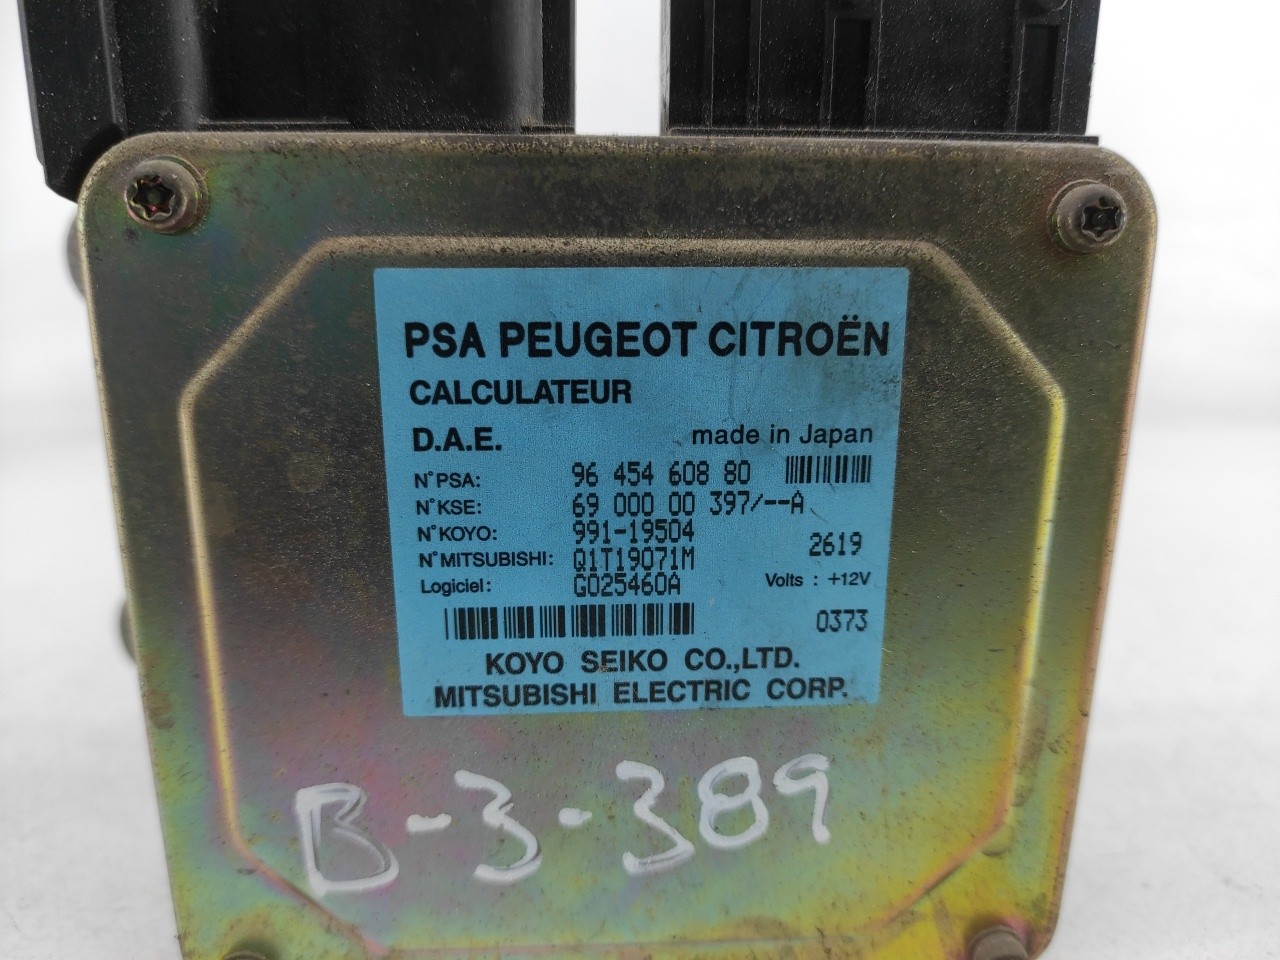 PSA PEUGEOT CITROËN
CALCULATEUR
D.A.E. made in Japan
N°PSA: 96 454 608 80
N°KSE: 69 000 00 397/--A
N°KOYO: 991-19504
N°MITSUBISHI: Q1T19071M 2619
Logiciel: G025460A Volts : +12V
0373
KOYO SEIKO CO.,LTD.
MITSUBISHI ELECTRIC CORP.
B-3-389